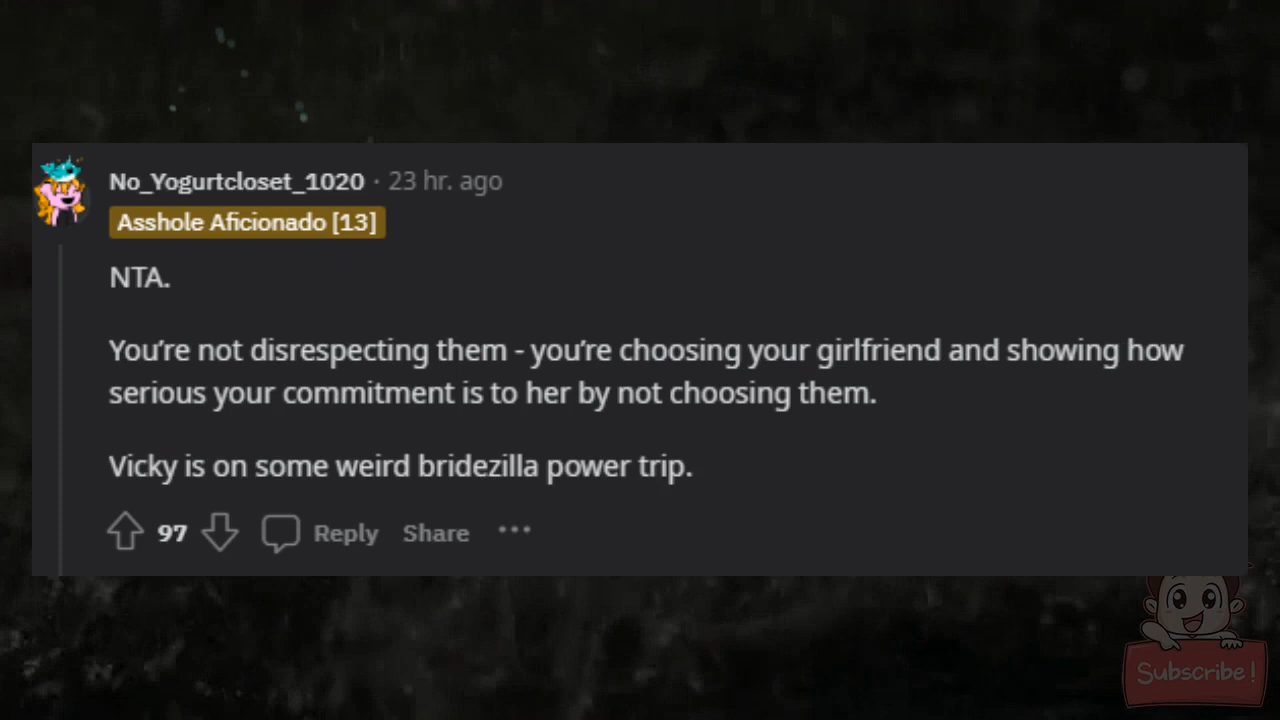 No_Yogurtcloset_1020 · 23 hr. ago
Asshole Aficionado [13]
NTA.
You’re not disrespecting them - you’re choosing your girlfriend and showing how
serious your commitment is to her by not choosing them.
Vicky is on some weird bridezilla power trip.
97 Reply Share ···
Subscribe!